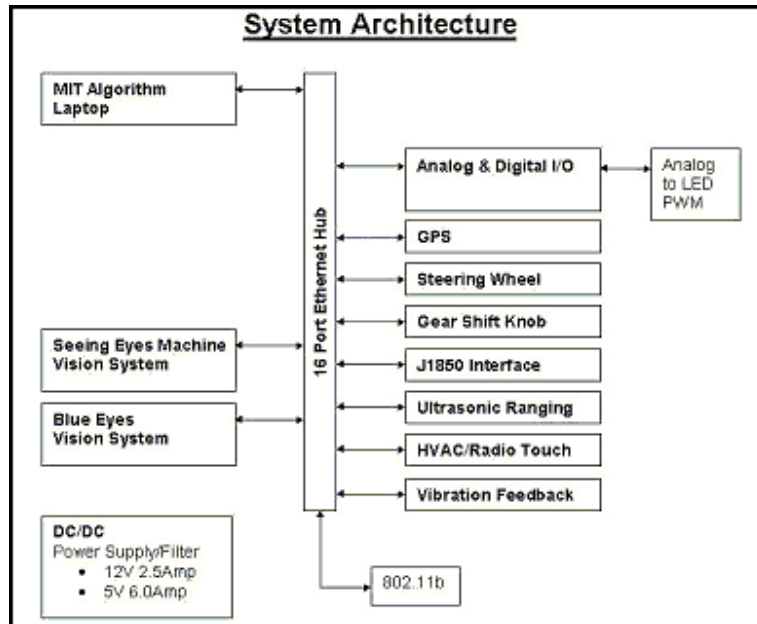 System Architecture
MIT Algorithm
Laptop
16 Port Ethernet Hub
Analog & Digital I/O
Analog
to LED
PWM
GPS
Steering Wheel
Gear Shift Knob
Seeing Eyes Machine
Vision System
J1850 Interface
Blue Eyes
Vision System
Ultrasonic Ranging
HVAC/Radio Touch
Vibration Feedback
DC/DC
Power Supply/Filter
• 12V 2.5Amp
• 5V 6.0Amp
802.11b